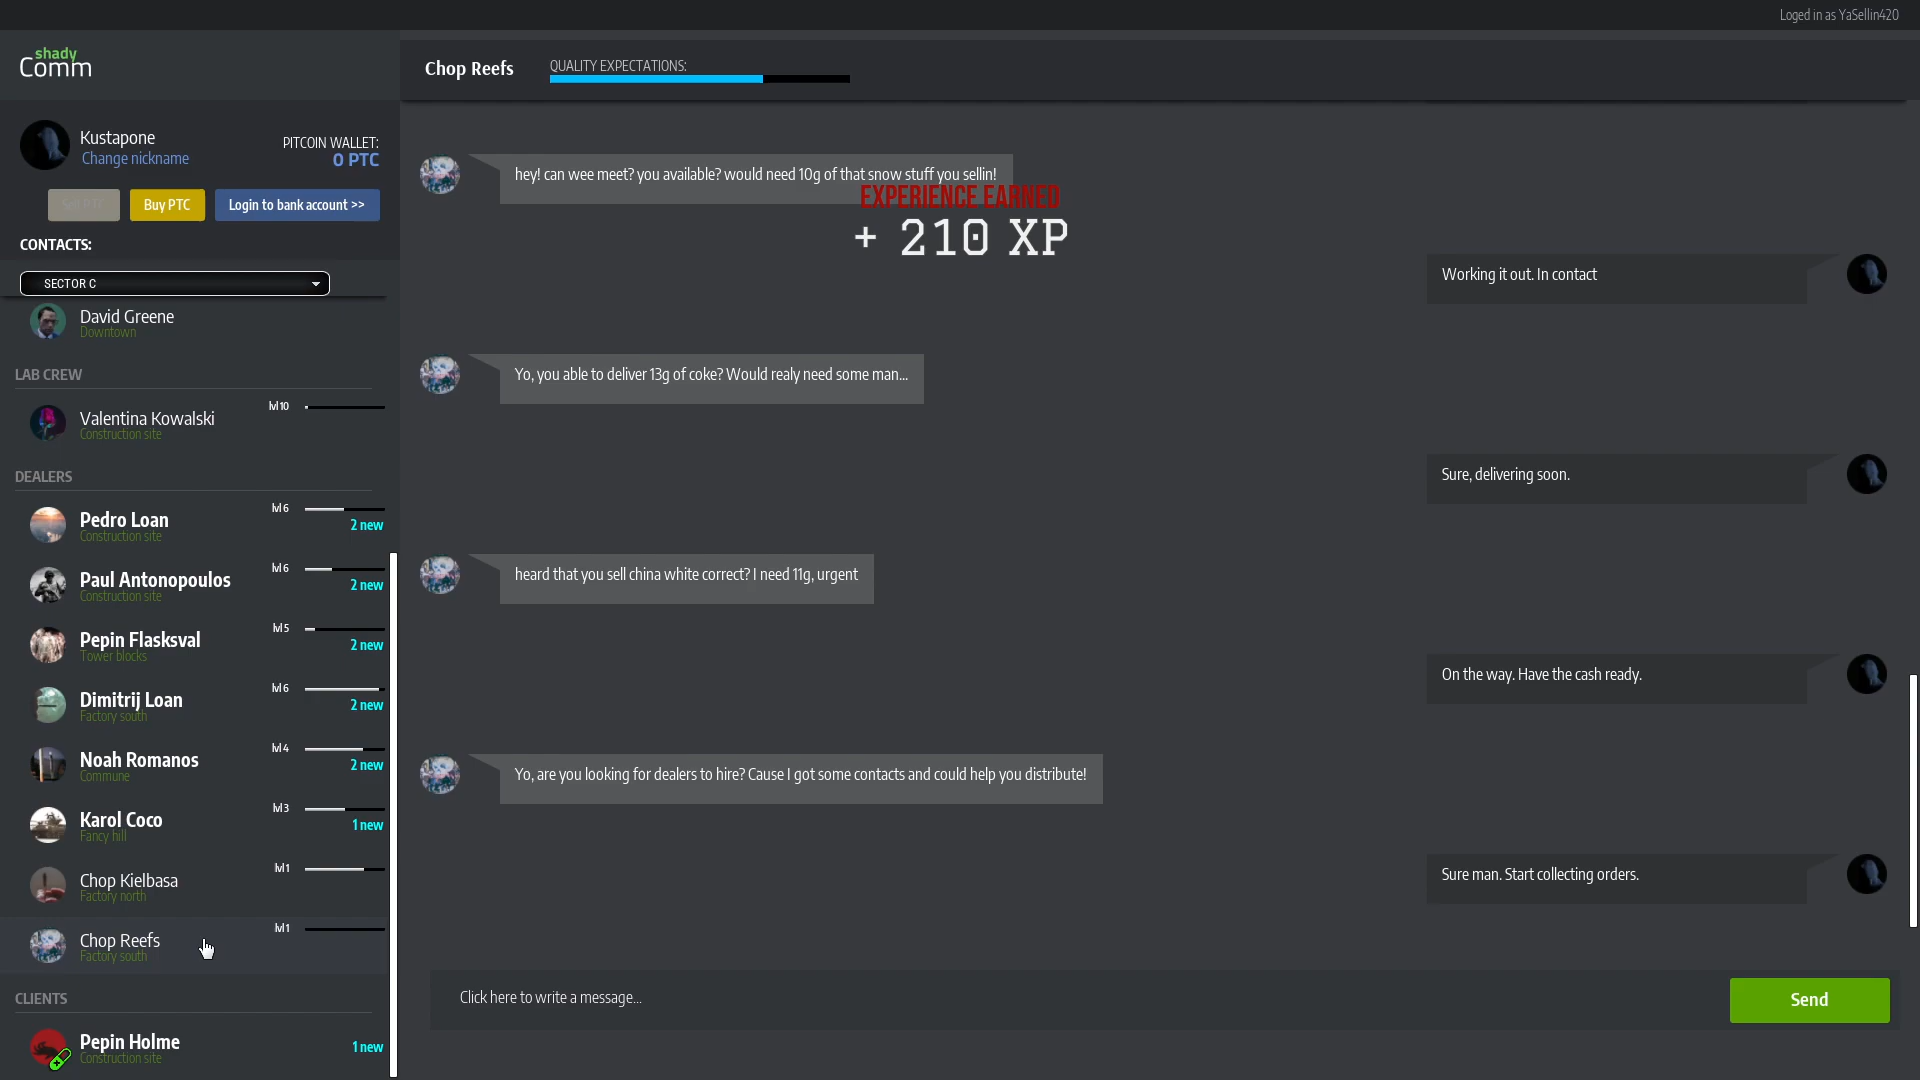 Loged in as YaSellin420
shady
Comm
Chop Reefs
QUALITY EXPECTATIONS:
Kustapone
Change nickname
PITCOIN WALLET:
0 PTC
Sell PTC
Buy PTC
Login to bank account >>
CONTACTS:
SECTOR C
David Greene
Downtown
LAB CREW
Valentina Kowalski
Construction site
lvl 10
DEALERS
Pedro Loan
Construction site
lvl 6
2 new
Paul Antonopoulos
Construction site
lvl 6
2 new
Pepin Flasksval
Tower blocks
lvl 5
2 new
Dimitrij Loan
Factory south
lvl 6
2 new
Noah Romanos
Commune
lvl 4
2 new
Karol Coco
Fancy hill
lvl 3
1 new
Chop Kielbasa
Factory north
lvl 1
Chop Reefs
Factory south
lvl 1
CLIENTS
Pepin Holme
Construction site
1 new
hey! can wee meet? you available? would need 10g of that snow stuff you sellin!
EXPERIENCE EARNED
+ 210 XP
Working it out. In contact
Yo, you able to deliver 13g of coke? Would realy need some man...
Sure, delivering soon.
heard that you sell china white correct? I need 11g, urgent
On the way. Have the cash ready.
Yo, are you looking for dealers to hire? Cause I got some contacts and could help you distribute!
Sure man. Start collecting orders.
Click here to write a message...
Send